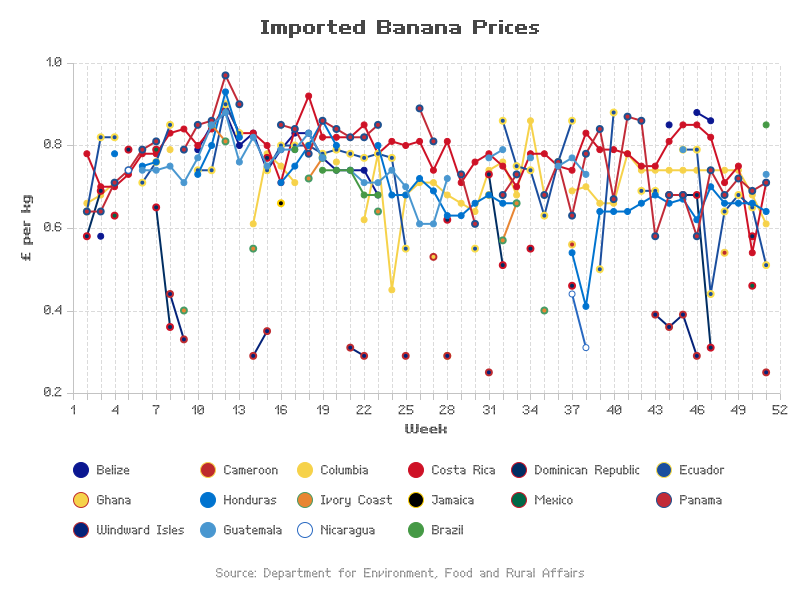 Imported Banana Prices
1.0
0.8
0.6
0.4
0.2
£ per kg
1 4 7 10 13 16 19 22 25 28 31 34 37 40 43 46 49 52
Week
Belize Cameroon Columbia Costa Rica Dominican Republic Ecuador
Ghana Honduras Ivory Coast Jamaica Mexico Panama
Windward Isles Guatemala Nicaragua Brazil
Source: Department for Environment, Food and Rural Affairs